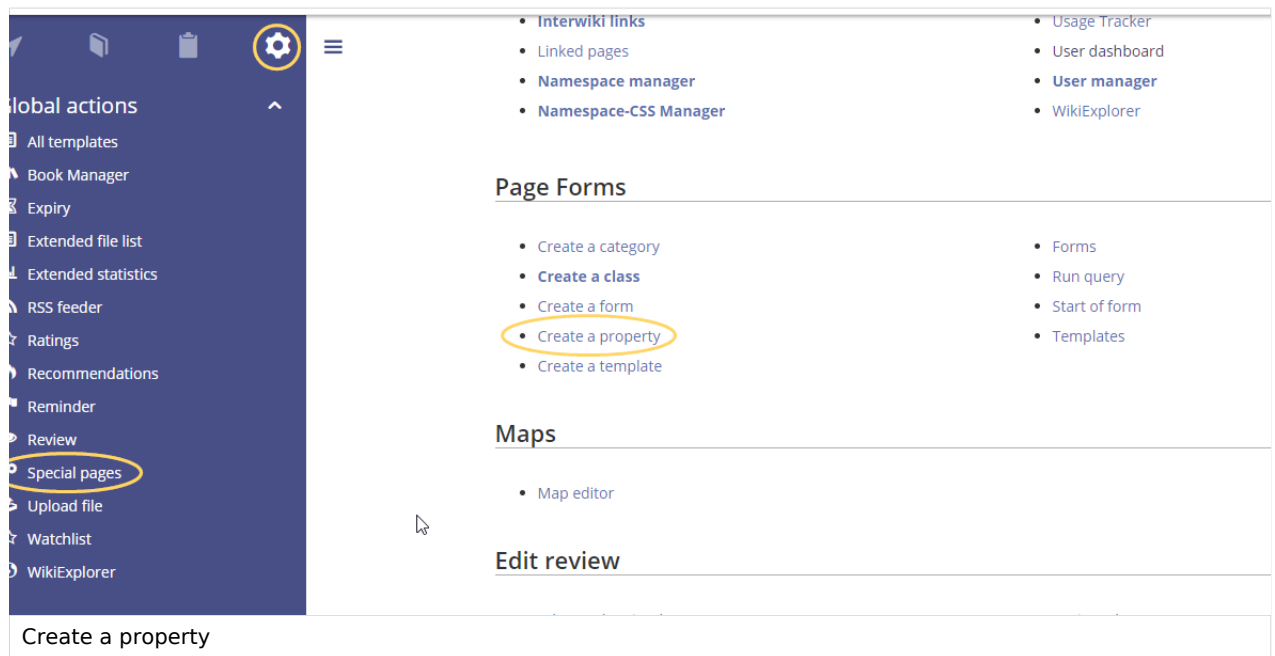 Global actions
All templates
Book Manager
Expiry
Extended file list
Extended statistics
RSS feeder
Ratings
Recommendations
Reminder
Review
Special pages
Upload file
Watchlist
WikiExplorer
Interwiki links
Linked pages
Namespace manager
Namespace-CSS Manager
Usage Tracker
User dashboard
User manager
WikiExplorer
Page Forms
Create a category
Create a class
Create a form
Create a property
Create a template
Forms
Run query
Start of form
Templates
Maps
Map editor
Edit review
Create a property